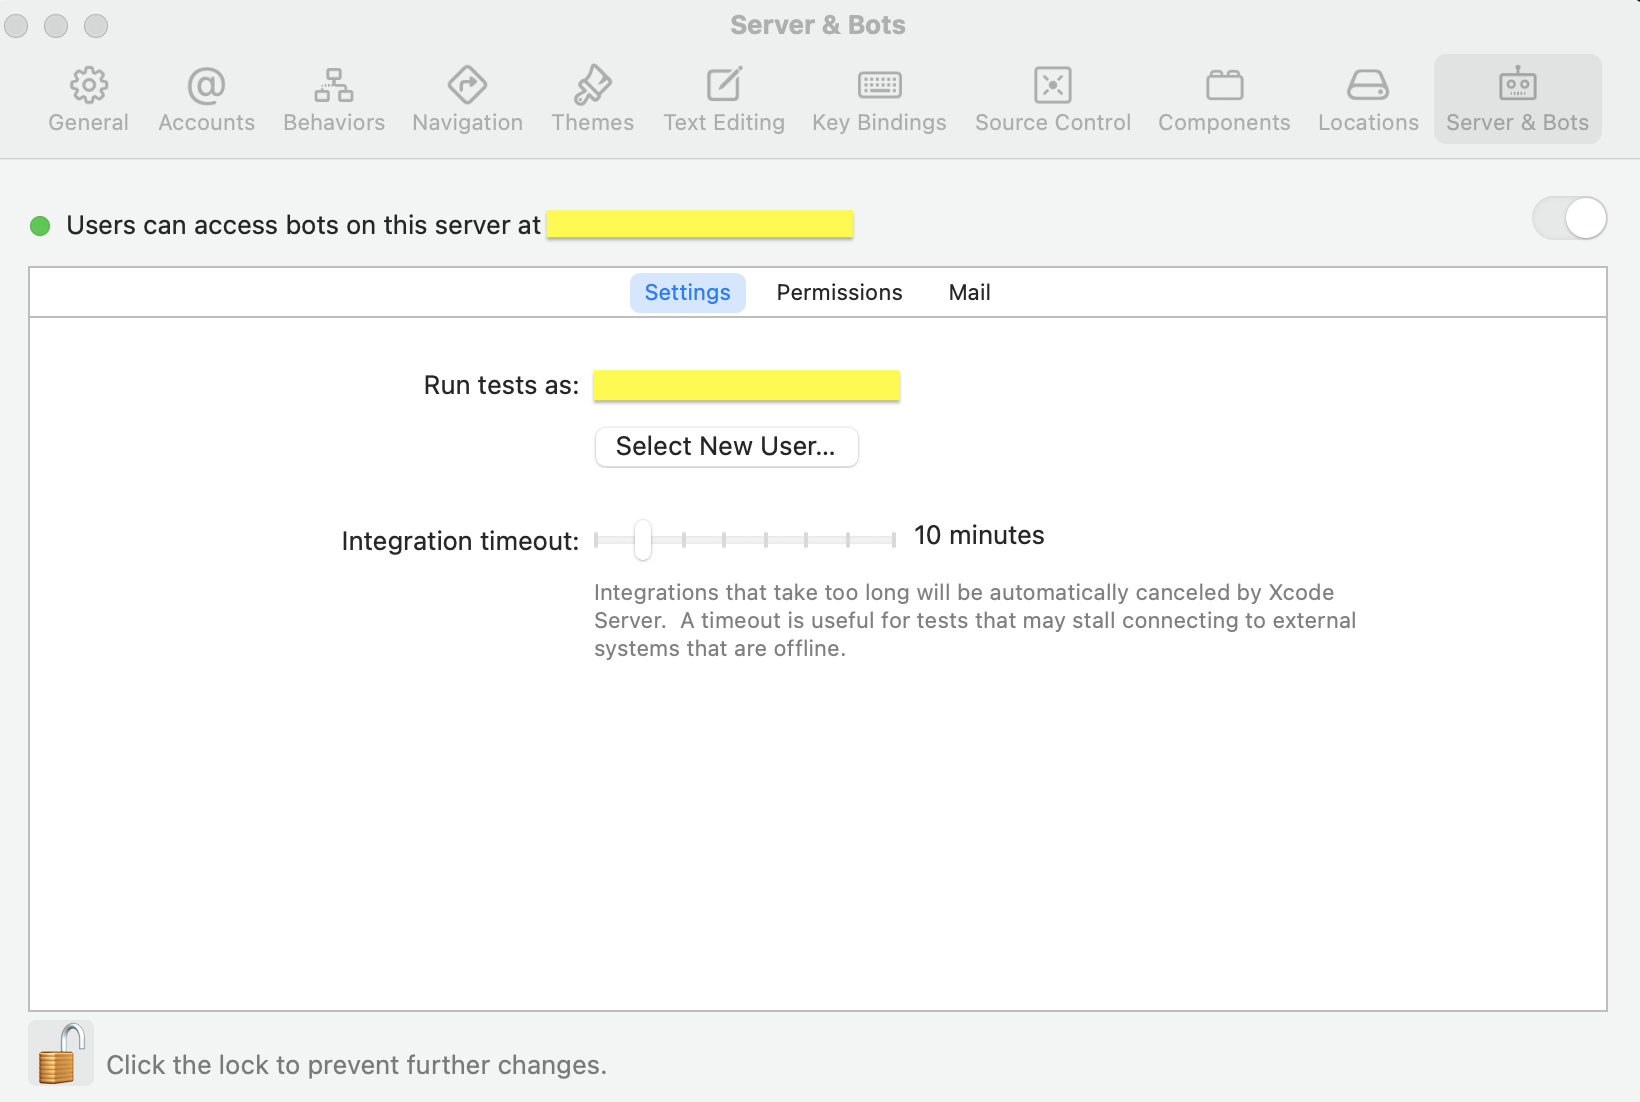 Server & Bots
General Accounts Behaviors Navigation Themes Text Editing Key Bindings Source Control Components Locations Server & Bots
Users can access bots on this server at
Settings Permissions Mail
Run tests as:
Select New User...
Integration timeout: 10 minutes
Integrations that take too long will be automatically canceled by Xcode
Server.  A timeout is useful for tests that may stall connecting to external
systems that are offline.
Click the lock to prevent further changes.